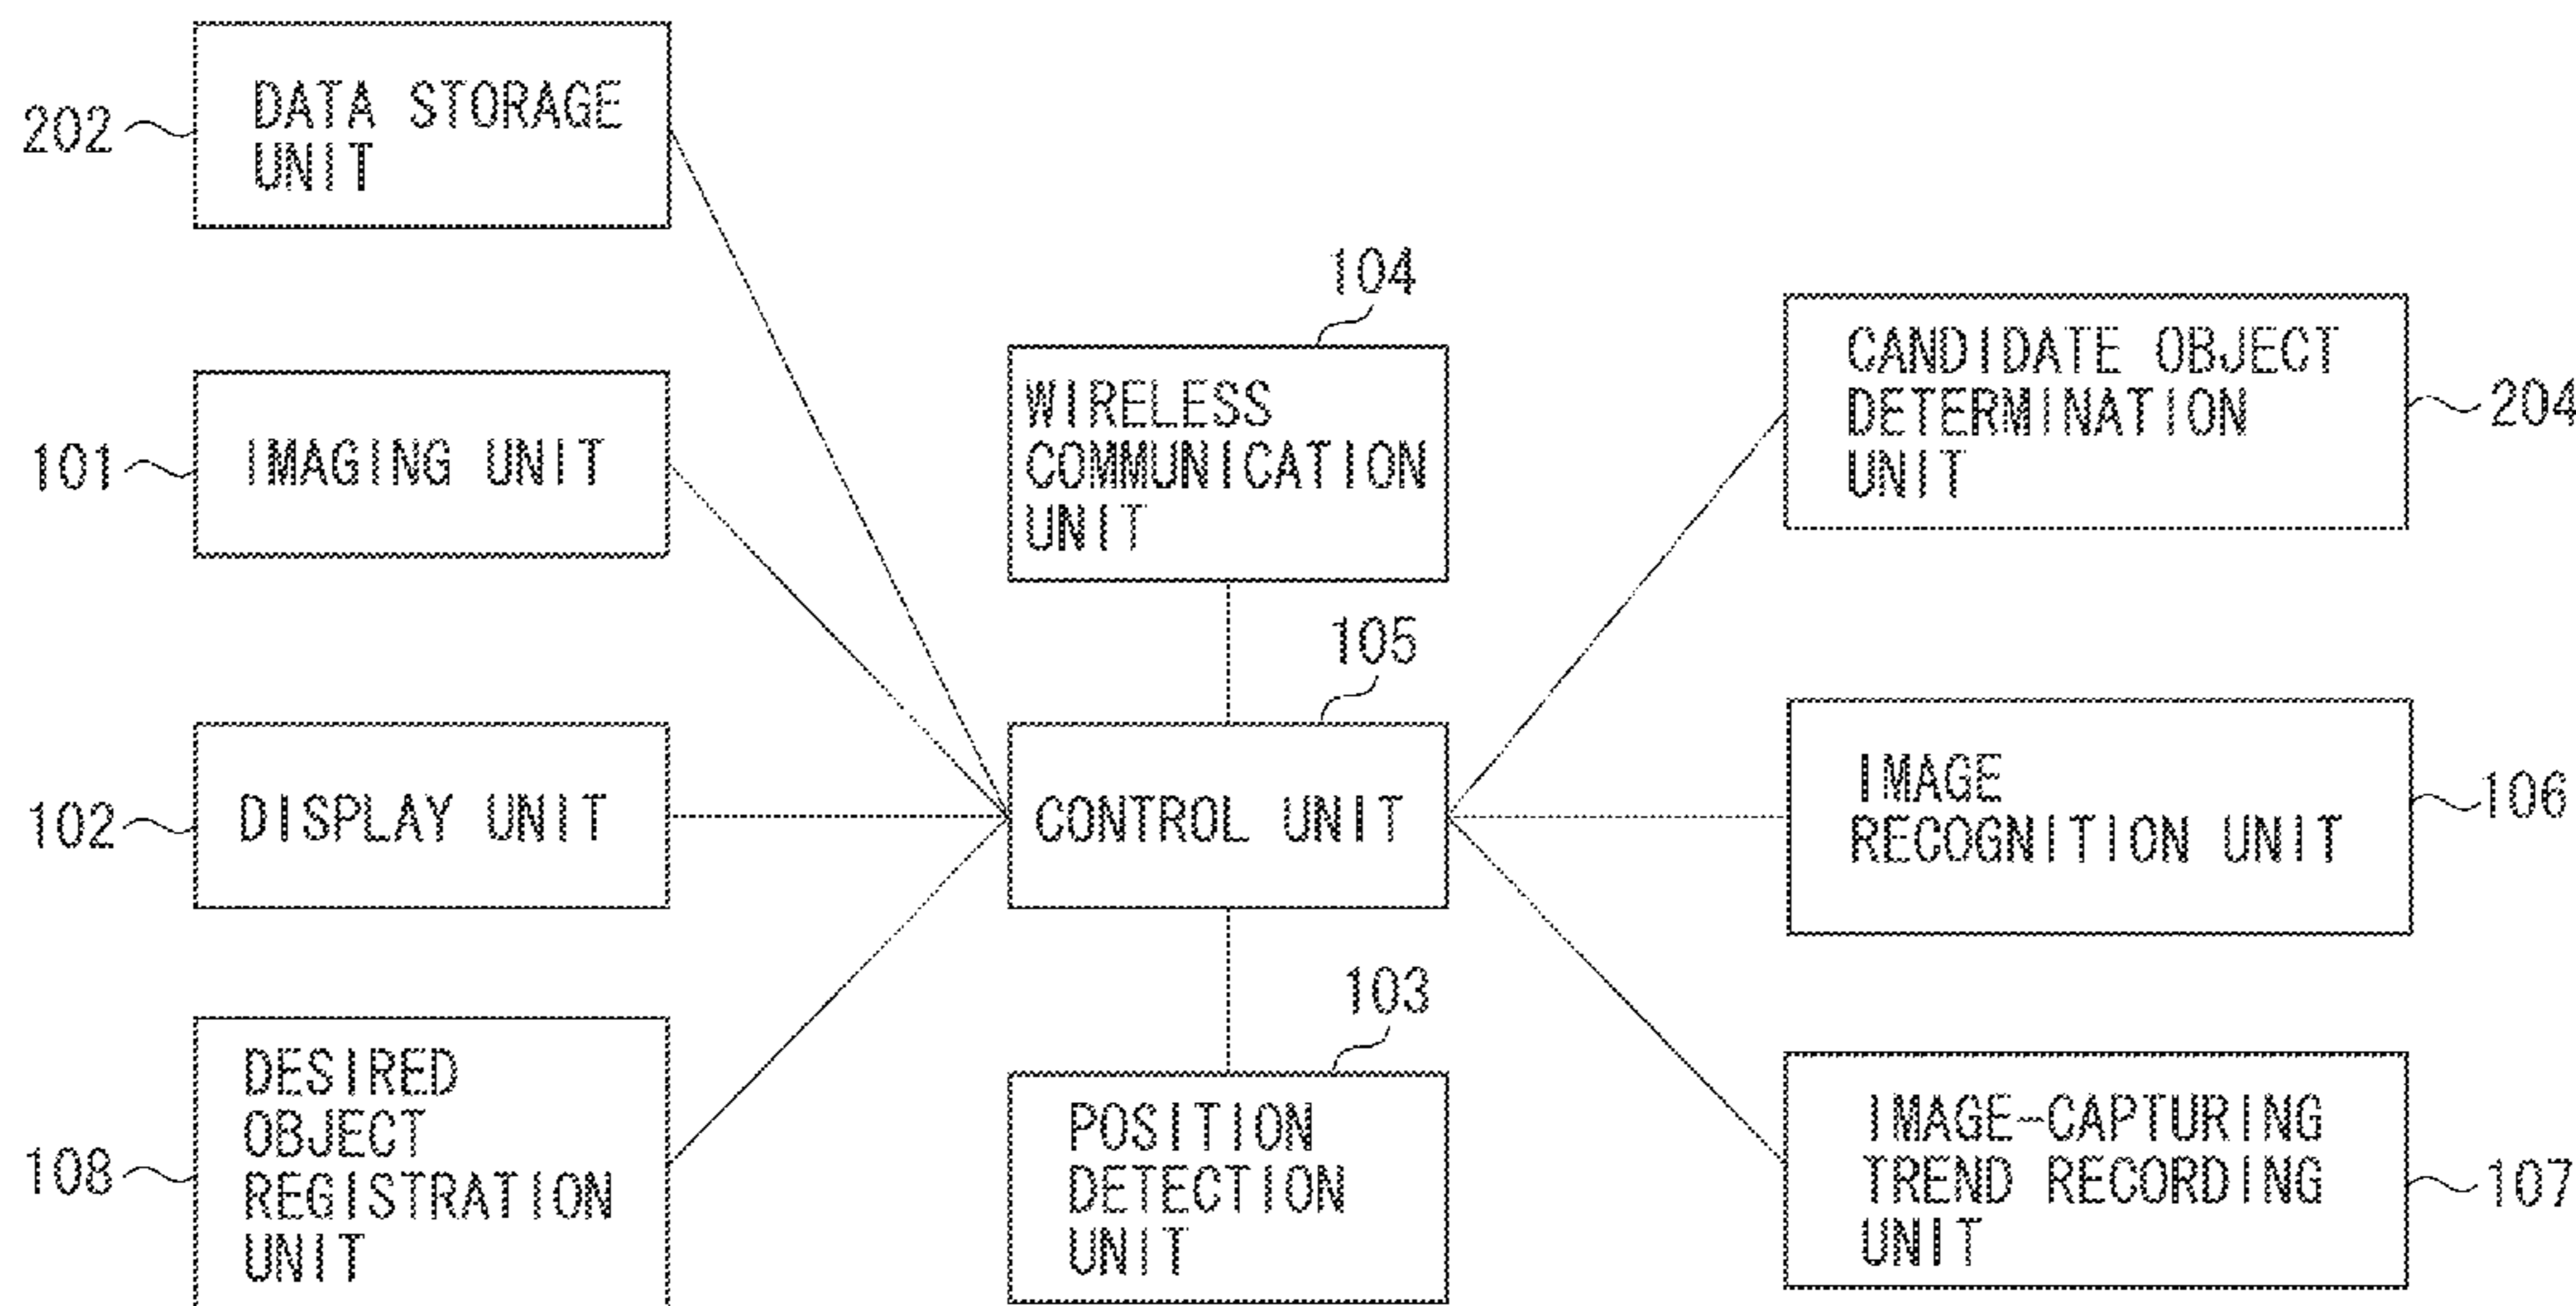 202
DATA STORAGE
UNIT
101
IMAGING UNIT
102
DISPLAY UNIT
108
DESIRED
OBJECT
REGISTRATION
UNIT
104
WIRELESS
COMMUNICATION
UNIT
105
CONTROL UNIT
103
POSITION
DETECTION
UNIT
CANDIDATE OBJECT
DETERMINATION
UNIT
204
IMAGE
RECOGNITION UNIT
106
IMAGE-CAPTURING
TREND RECORDING
UNIT
107